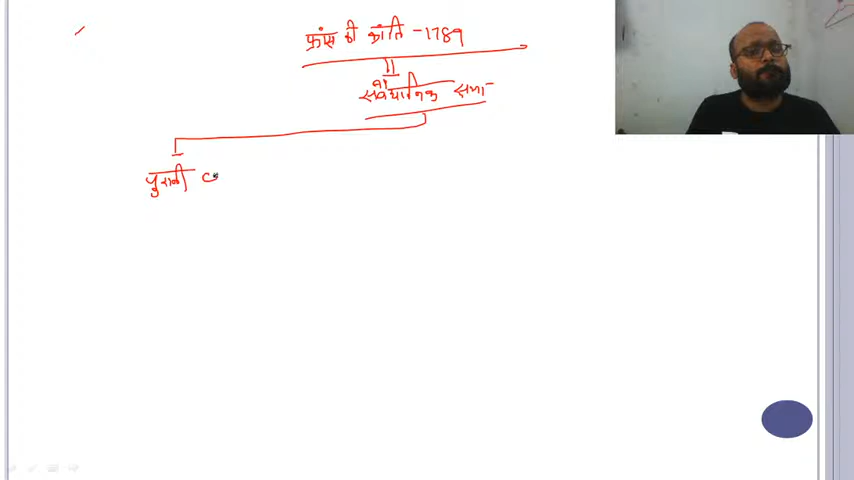 फ्रांस की क्रांति - 1789
संवैधानिक सभा
पुरानी